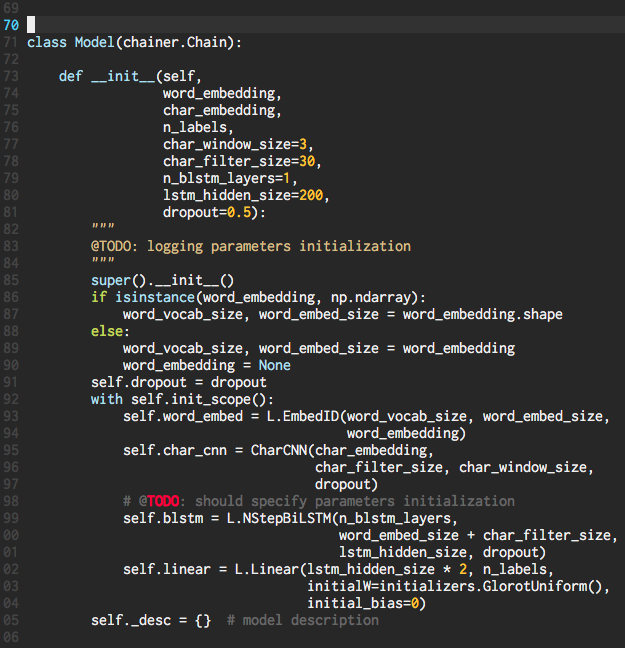 69
70
71 class Model(chainer.Chain):
72
73     def __init__(self,
74                  word_embedding,
75                  char_embedding,
76                  n_labels,
77                  char_window_size=3,
78                  char_filter_size=30,
79                  n_blstm_layers=1,
80                  lstm_hidden_size=200,
81                  dropout=0.5):
82         """
83         @TODO: logging parameters initialization
84         """
85         super().__init__()
86         if isinstance(word_embedding, np.ndarray):
87             word_vocab_size, word_embed_size = word_embedding.shape
88         else:
89             word_vocab_size, word_embed_size = word_embedding
90             word_embedding = None
91         self.dropout = dropout
92         with self.init_scope():
93             self.word_embed = L.EmbedID(word_vocab_size, word_embed_size,
94                                         word_embedding)
95             self.char_cnn = CharCNN(char_embedding,
96                                     char_filter_size, char_window_size,
97                                     dropout)
98             # @TODO: should specify parameters initialization
99             self.blstm = L.NStepBiLSTM(n_blstm_layers,
00                                        word_embed_size + char_filter_size,
01                                        lstm_hidden_size, dropout)
02             self.linear = L.Linear(lstm_hidden_size * 2, n_labels,
03                                    initialW=initializers.GlorotUniform(),
04                                    initial_bias=0)
05         self._desc = {}  # model description
06